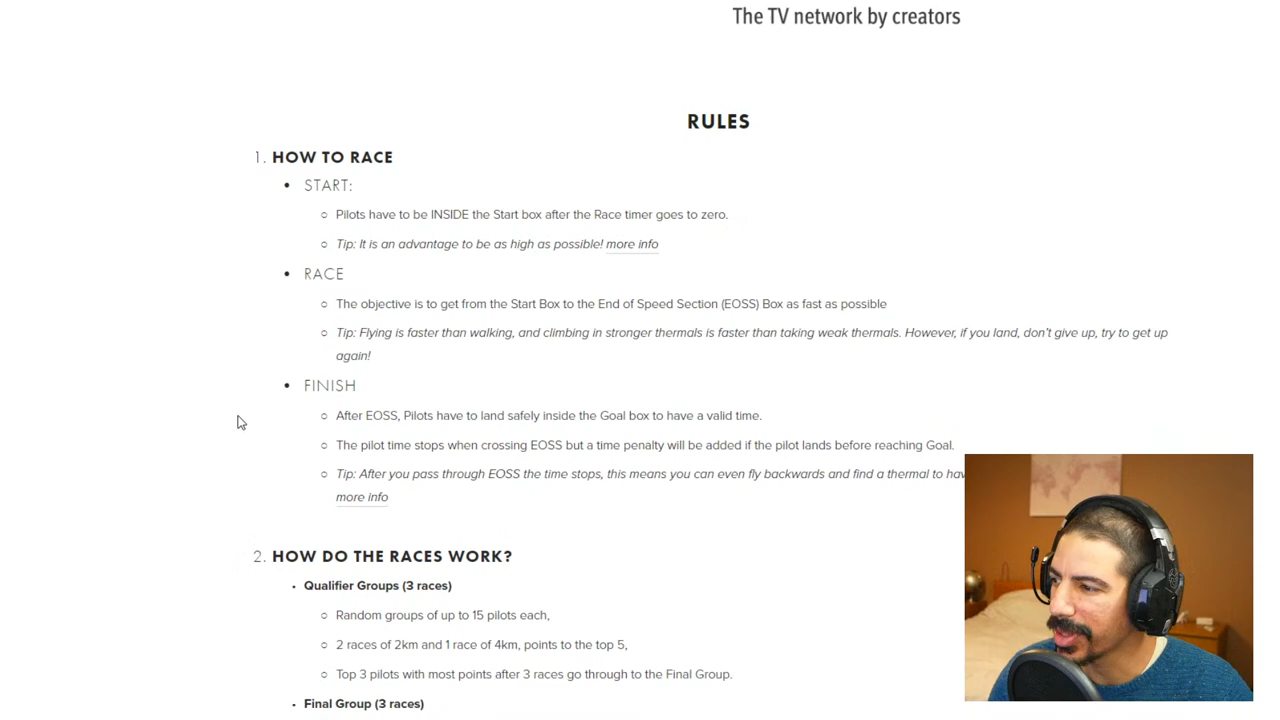 The TV network by creators
RULES
1. HOW TO RACE
• START:
○ Pilots have to be INSIDE the Start box after the Race timer goes to zero.
○ Tip: It is an advantage to be as high as possible! more info
• RACE
○ The objective is to get from the Start Box to the End of Speed Section (EOSS) Box as fast as possible
○ Tip: Flying is faster than walking, and climbing in stronger thermals is faster than taking weak thermals. However, if you land, don't give up, try to get up
again!
• FINISH
○ After EOSS, Pilots have to land safely inside the Goal box to have a valid time.
○ The pilot time stops when crossing EOSS but a time penalty will be added if the pilot lands before reaching Goal.
○ Tip: After you pass through EOSS the time stops, this means you can even fly backwards and find a thermal to
more info
2. HOW DO THE RACES WORK?
• Qualifier Groups (3 races)
○ Random groups of up to 15 pilots each,
○ 2 races of 2km and 1 race of 4km, points to the top 5,
○ Top 3 pilots with most points after 3 races go through to the Final Group.
• Final Group (3 races)